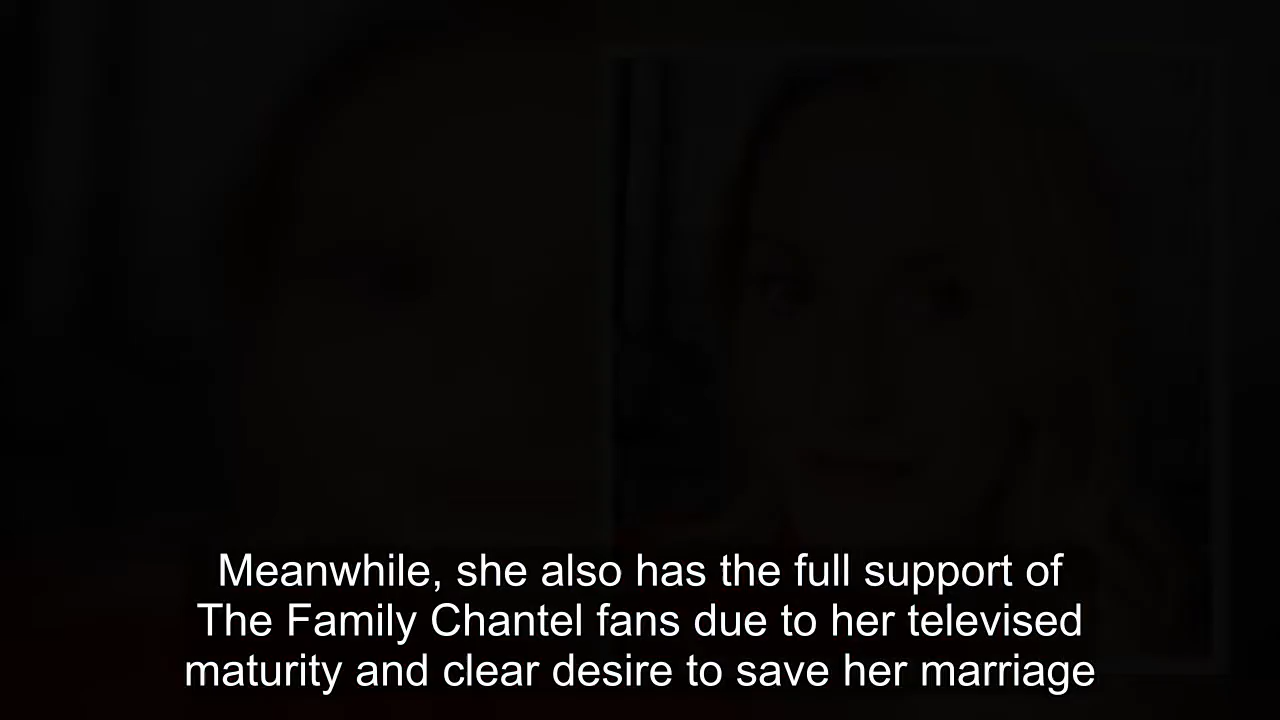 Meanwhile, she also has the full support of
The Family Chantel fans due to her televised
maturity and clear desire to save her marriage